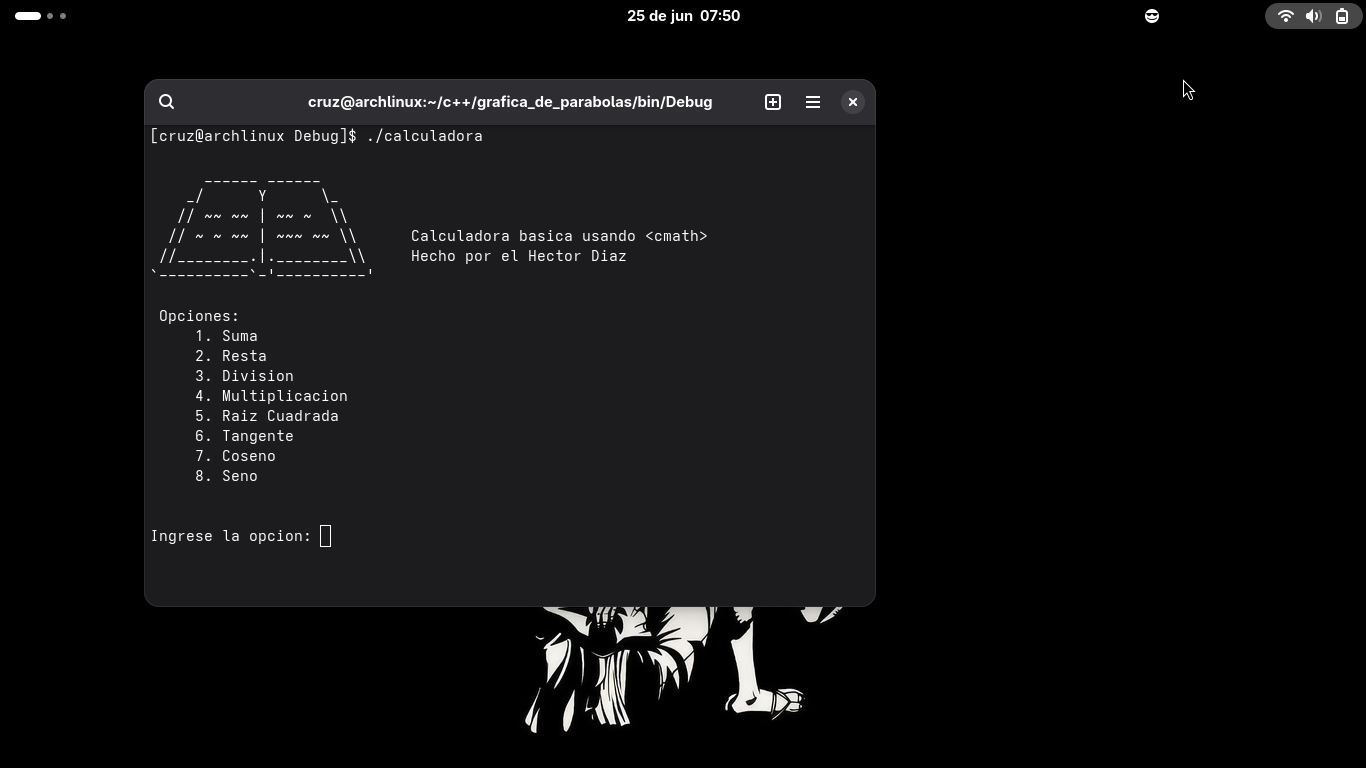 25 de jun 07:50
cruz@archlinux:~/c++/grafica_de_parabolas/bin/Debug
[cruz@archlinux Debug]$ ./calculadora
       ------ ------
    _/      Y      \_
   // ~~ ~~ | ~~ ~  \\
  // ~ ~ ~~ | ~~~ ~~ \\      Calculadora basica usando <cmath>
 //________.|.________\\     Hecho por el Hector Diaz
`----------`-'----------'
Opciones:
1. Suma
2. Resta
3. Division
4. Multiplicacion
5. Raiz Cuadrada
6. Tangente
7. Coseno
8. Seno
Ingrese la opcion: